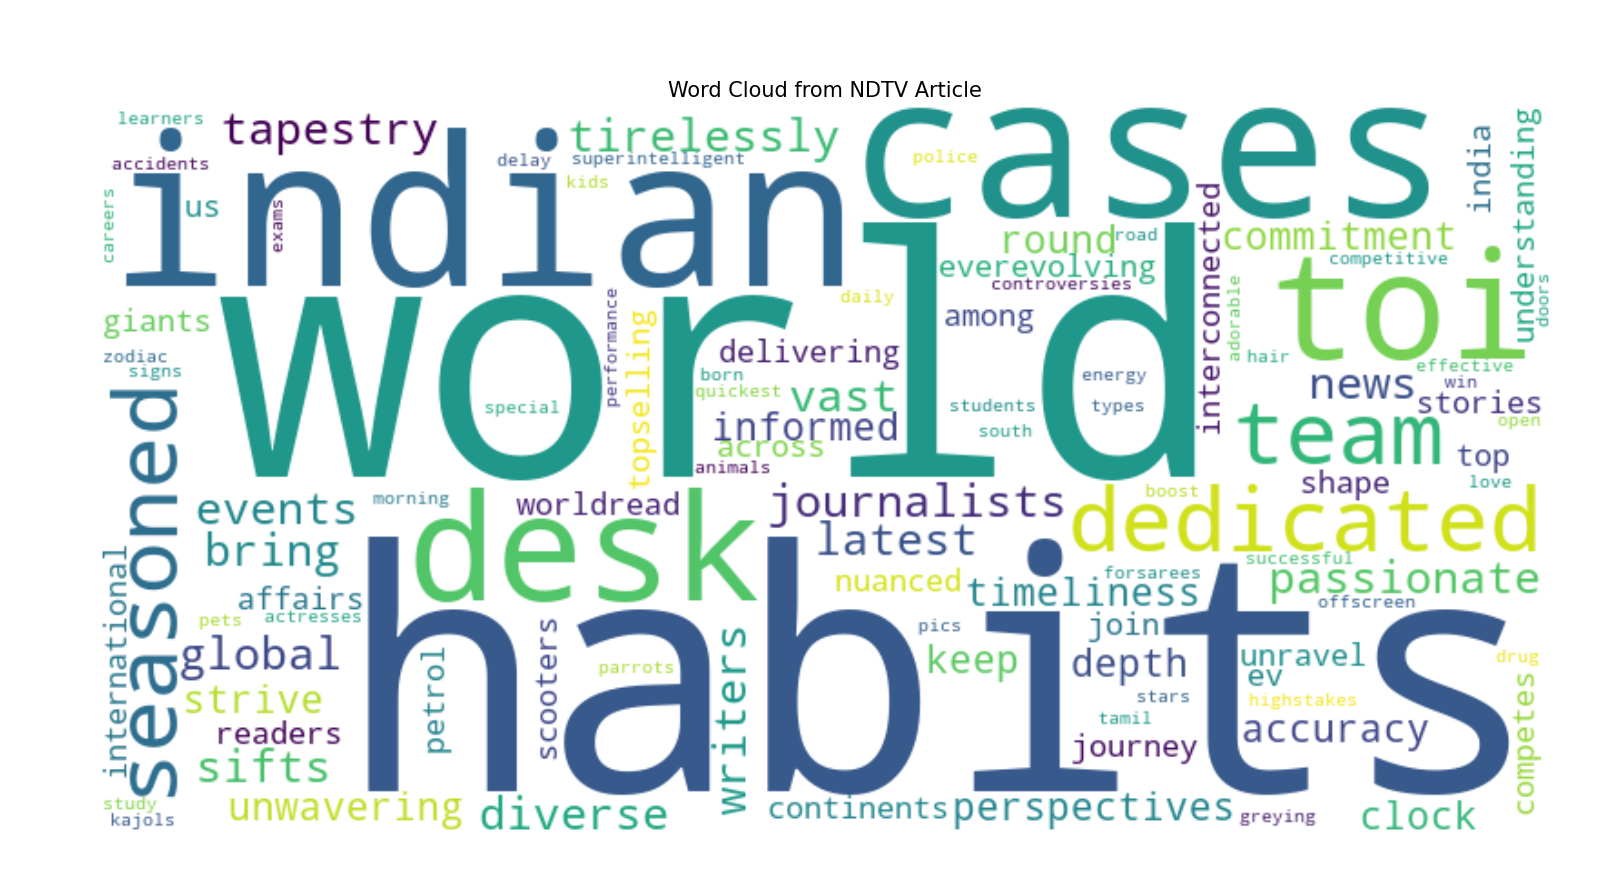 Word Cloud from NDTV Article
learners
tapestry
tirelessly
cases
police
india
understanding
accidents
delay
superintelligent
kids
indian
careers
us
exams
interconnected
round
road
commitment
everevolving
competitive
controversies
toi
doors
adorable
daily
performance
giants
world
among
topselling
zodiac
signs
delivering
hair
effective
born
energy
news
win
quickest
vast
stories
seasoned
special
students
types
informed
team
open
across
south
animals
top
shape
love
morning
worldread
journalists
boost
dedicated
events
desk
latest
bring
successful
international
nuanced
forsarees
passionate
timeliness
affairs
habits
offscreen
pets
actresses
scooters
pics
join
writers
global
petrol
parrots
keep
depth
unravel
drug
ev
strive
stars
highstakes
competes
readers
tamil
accuracy
journey
sifts
study
kajols
unwavering
diverse
continents
perspectives
greying
clock